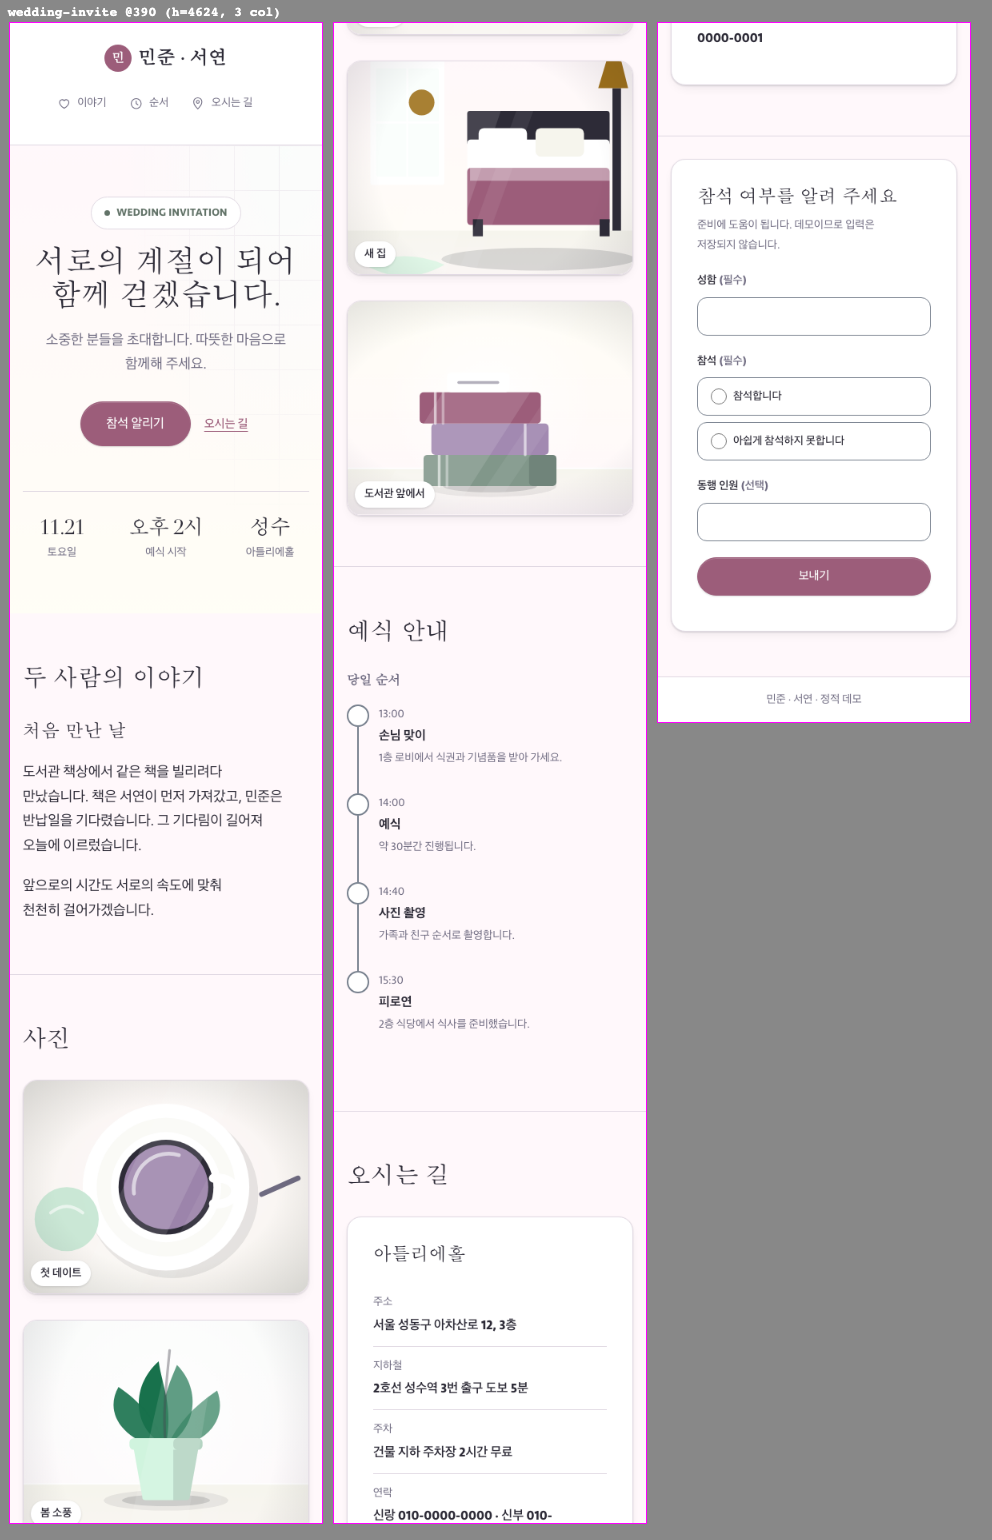 wedding-invite @390 (h=4624, 3 col)
민 민준 · 서연
이야기 순서 오시는 길
WEDDING INVITATION
서로의 계절이 되어
함께 걷겠습니다.
소중한 분들을 초대합니다. 따뜻한 마음으로
함께해 주세요.
참석 알리기 오시는 길
11.21 오후 2시 성수
토요일 예식 시작 아틀리에홀
두 사람의 이야기
처음 만난 날
도서관 책상에서 같은 책을 빌리려다
만났습니다. 책은 서연이 먼저 가져갔고, 민준은
반납일을 기다렸습니다. 그 기다림이 길어져
오늘에 이르렀습니다.
앞으로의 시간도 서로의 속도에 맞춰
천천히 걸어가겠습니다.
사진
첫 데이트
봄 소풍
새 집
도서관 앞에서
예식 안내
당일 순서
13:00
손님 맞이
1층 로비에서 식권과 기념품을 받아 가세요.
14:00
예식
약 30분간 진행됩니다.
14:40
사진 촬영
가족과 친구 순서로 촬영합니다.
15:30
피로연
2층 식당에서 식사를 준비했습니다.
오시는 길
아틀리에홀
주소
서울 성동구 아차산로 12, 3층
지하철
2호선 성수역 3번 출구 도보 5분
주차
건물 지하 주차장 2시간 무료
연락
신랑 010-0000-0000 · 신부 010-
0000-0001
참석 여부를 알려 주세요
준비에 도움이 됩니다. 데모이므로 입력은
저장되지 않습니다.
성함 (필수)
참석 (필수)
참석합니다
아쉽게 참석하지 못합니다
동행 인원 (선택)
보내기
민준 · 서연 · 정적 데모